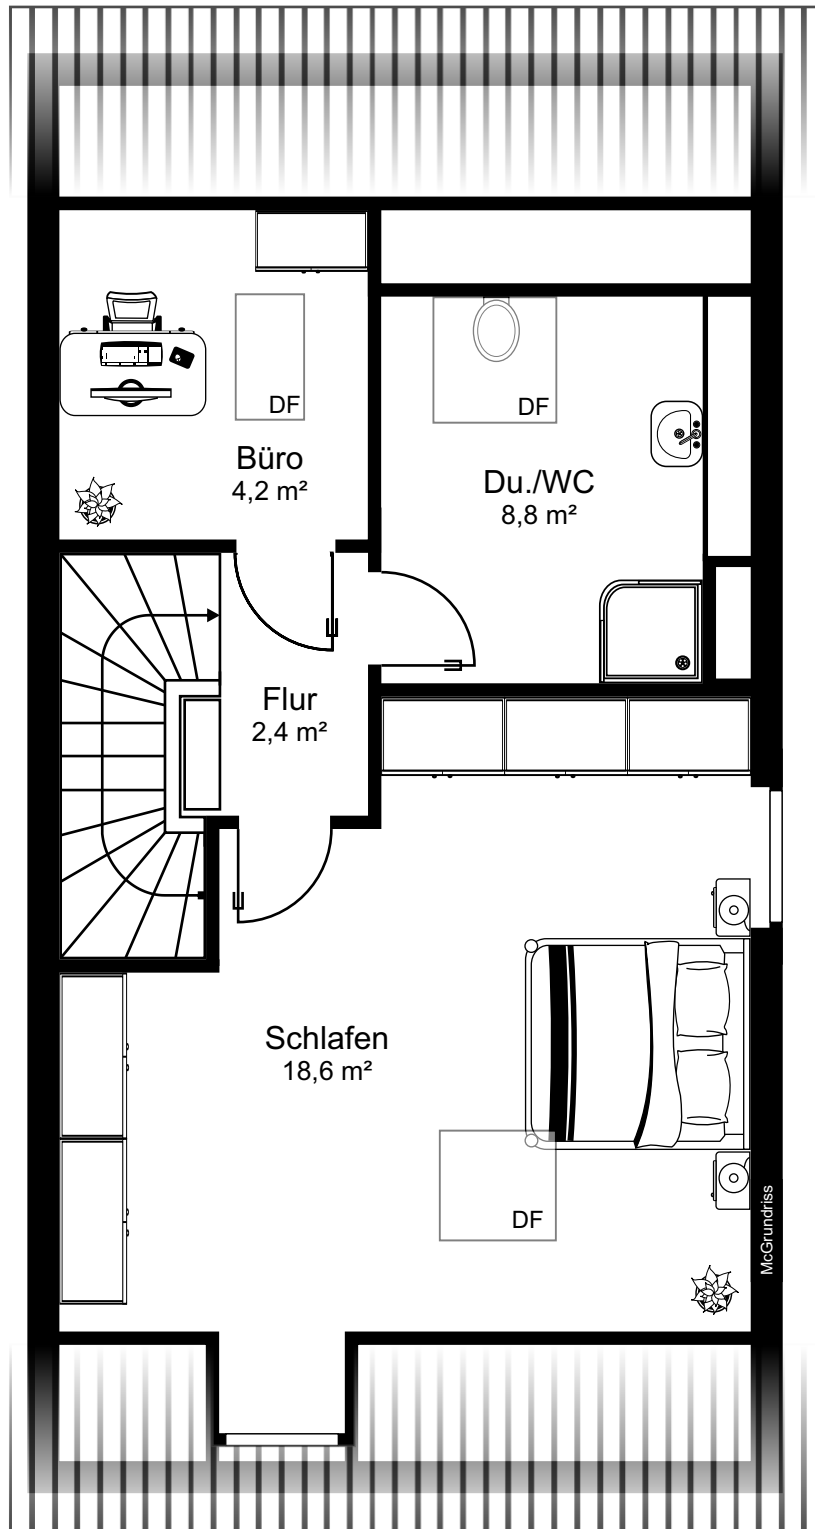 DF
DF
Büro
4,2 m²
Du./WC
8,8 m²
Flur
2,4 m²
Schlafen
18,6 m²
DF
McGrundriss